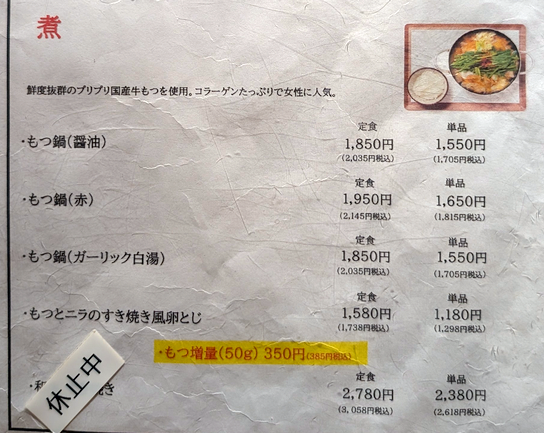 煮
鮮度抜群のプリプリ国産牛もつを使用。コラーゲンたっぷりで女性に人気。
定食 単品
・もつ鍋(醤油) 1,850円 1,550円
(2,035円税込) (1,705円税込)
定食 単品
・もつ鍋(赤) 1,950円 1,650円
(2,145円税込) (1,815円税込)
定食 単品
・もつ鍋(ガーリック白湯) 1,850円 1,550円
(2,035円税込) (1,705円税込)
定食 単品
・もつとニラのすき焼き風卵とじ 1,580円 1,180円
(1,738円税込) (1,298円税込)
・もつ増量(50g) 350円(385円税込)
定食 単品
き 2,780円 2,380円
(3,058円税込) (2,618円税込)
休止中